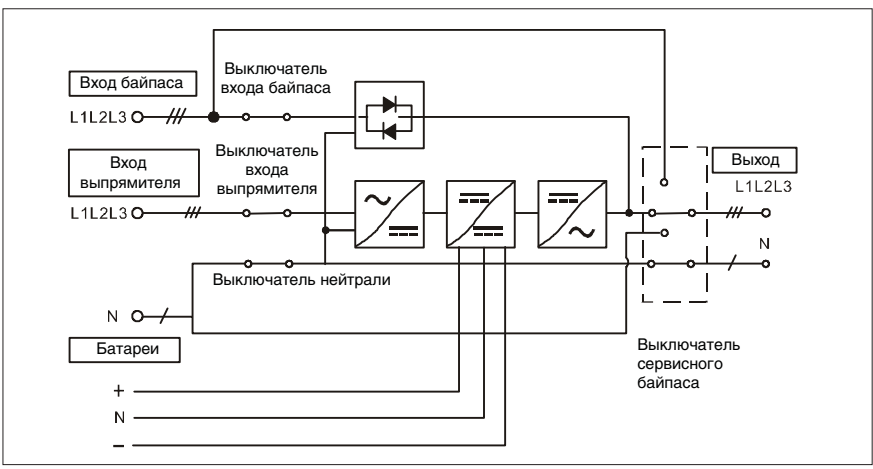 Вход байпаса
Выключатель
входа байпаса
L1L2L3
Вход
выпрямителя
Выключатель
входа
выпрямителя
Выход
L1L2L3
L1L2L3
N
Выключатель нейтрали
N
Батареи
Выключатель
сервисного
байпаса
+
N
−